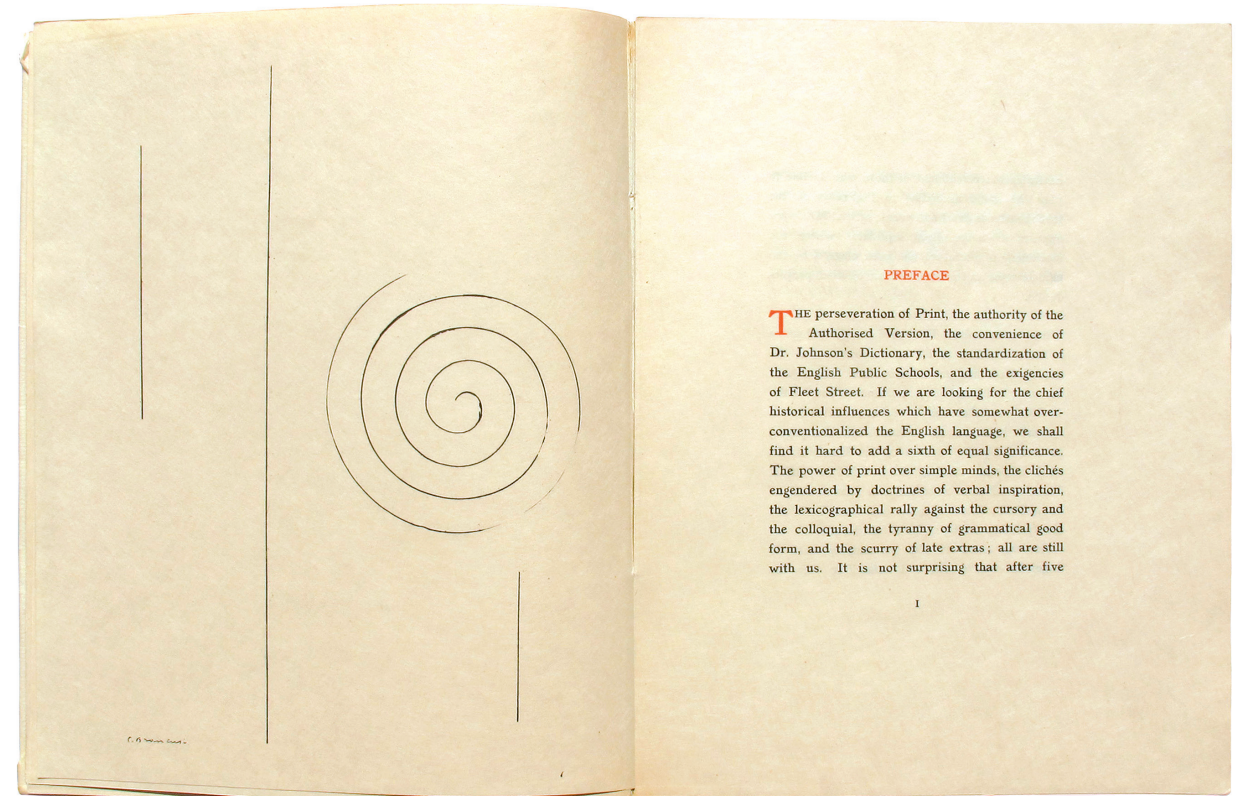 C. Brancusi.
PREFACE
THE perseveration of Print, the authority of the
Authorised Version, the convenience of
Dr. Johnson's Dictionary, the standardization of
the English Public Schools, and the exigencies
of Fleet Street. If we are looking for the chief
historical influences which have somewhat over-
conventionalized the English language, we shall
find it hard to add a sixth of equal significance.
The power of print over simple minds, the clichés
engendered by doctrines of verbal inspiration,
the lexicographical rally against the cursory and
the colloquial, the tyranny of grammatical good
form, and the scurry of late extras ; all are still
with us. It is not surprising that after five
I